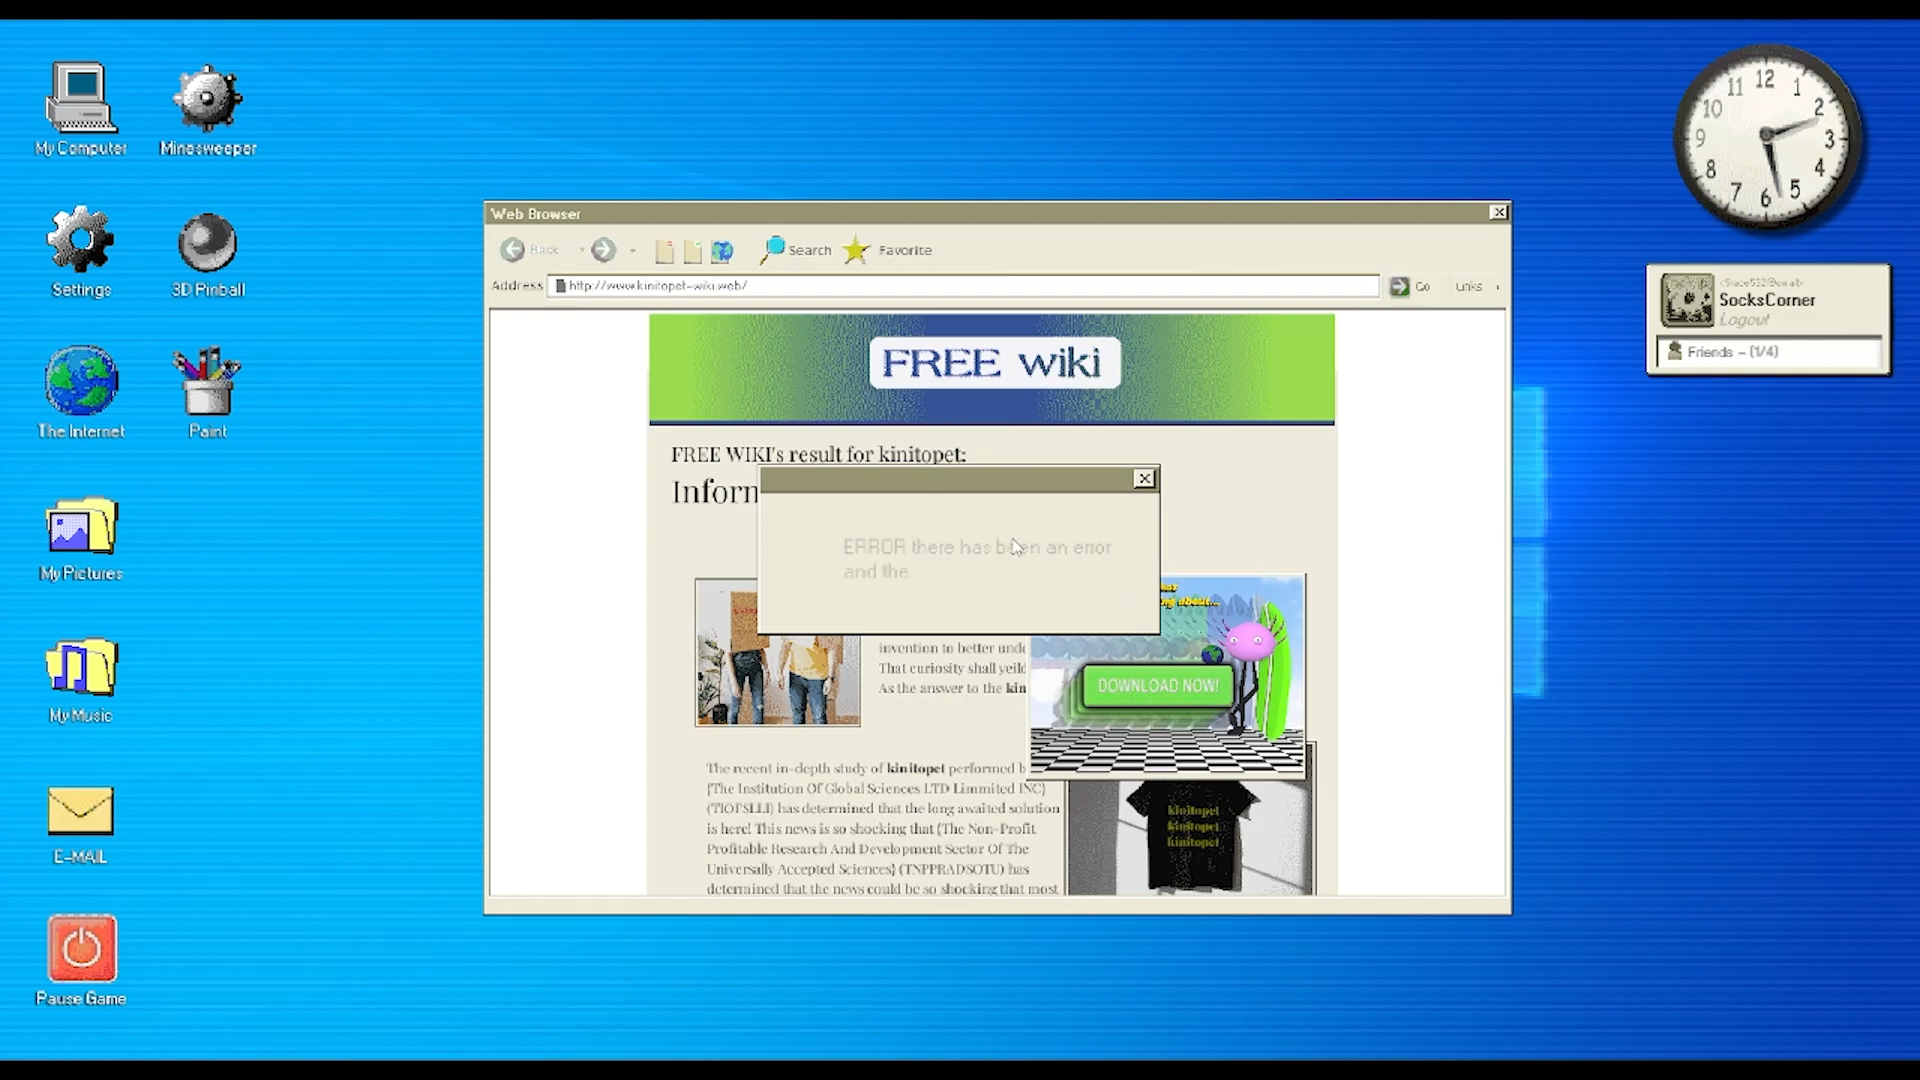 My Computer
Minesweeper
Settings
3D Pinball
The Internet
Paint
My Pictures
My Music
E-MAIL
Pause Game
Web Browser
Back
Search
Favorite
Address
http://www.kinitopet-wiki.web/
Go
Links
FREE wiki
FREE WIKI's result for kinitopet:
Inform
ERROR there has been an error
and the
ng about...
DOWNLOAD NOW!
invention to better unde
That curiosity shall yeild
As the answer to the kin
The recent in-depth study of kinitopet performed b
{The Institution Of Global Sciences LTD Limmited INC}
(TIOFSLLI) has determined that the long awaited solution
is here! This news is so shocking that {The Non-Profit
Profitable Research And Development Sector Of The
Universally Accepted Sciences} (TNPPRADSOTU) has
determined that the news could be so shocking that most
kinitopet
kinitopet
kinitopet
12
1
2
3
4
5
6
7
8
9
10
11
SocksCorner
Logout
Friends - (1/4)